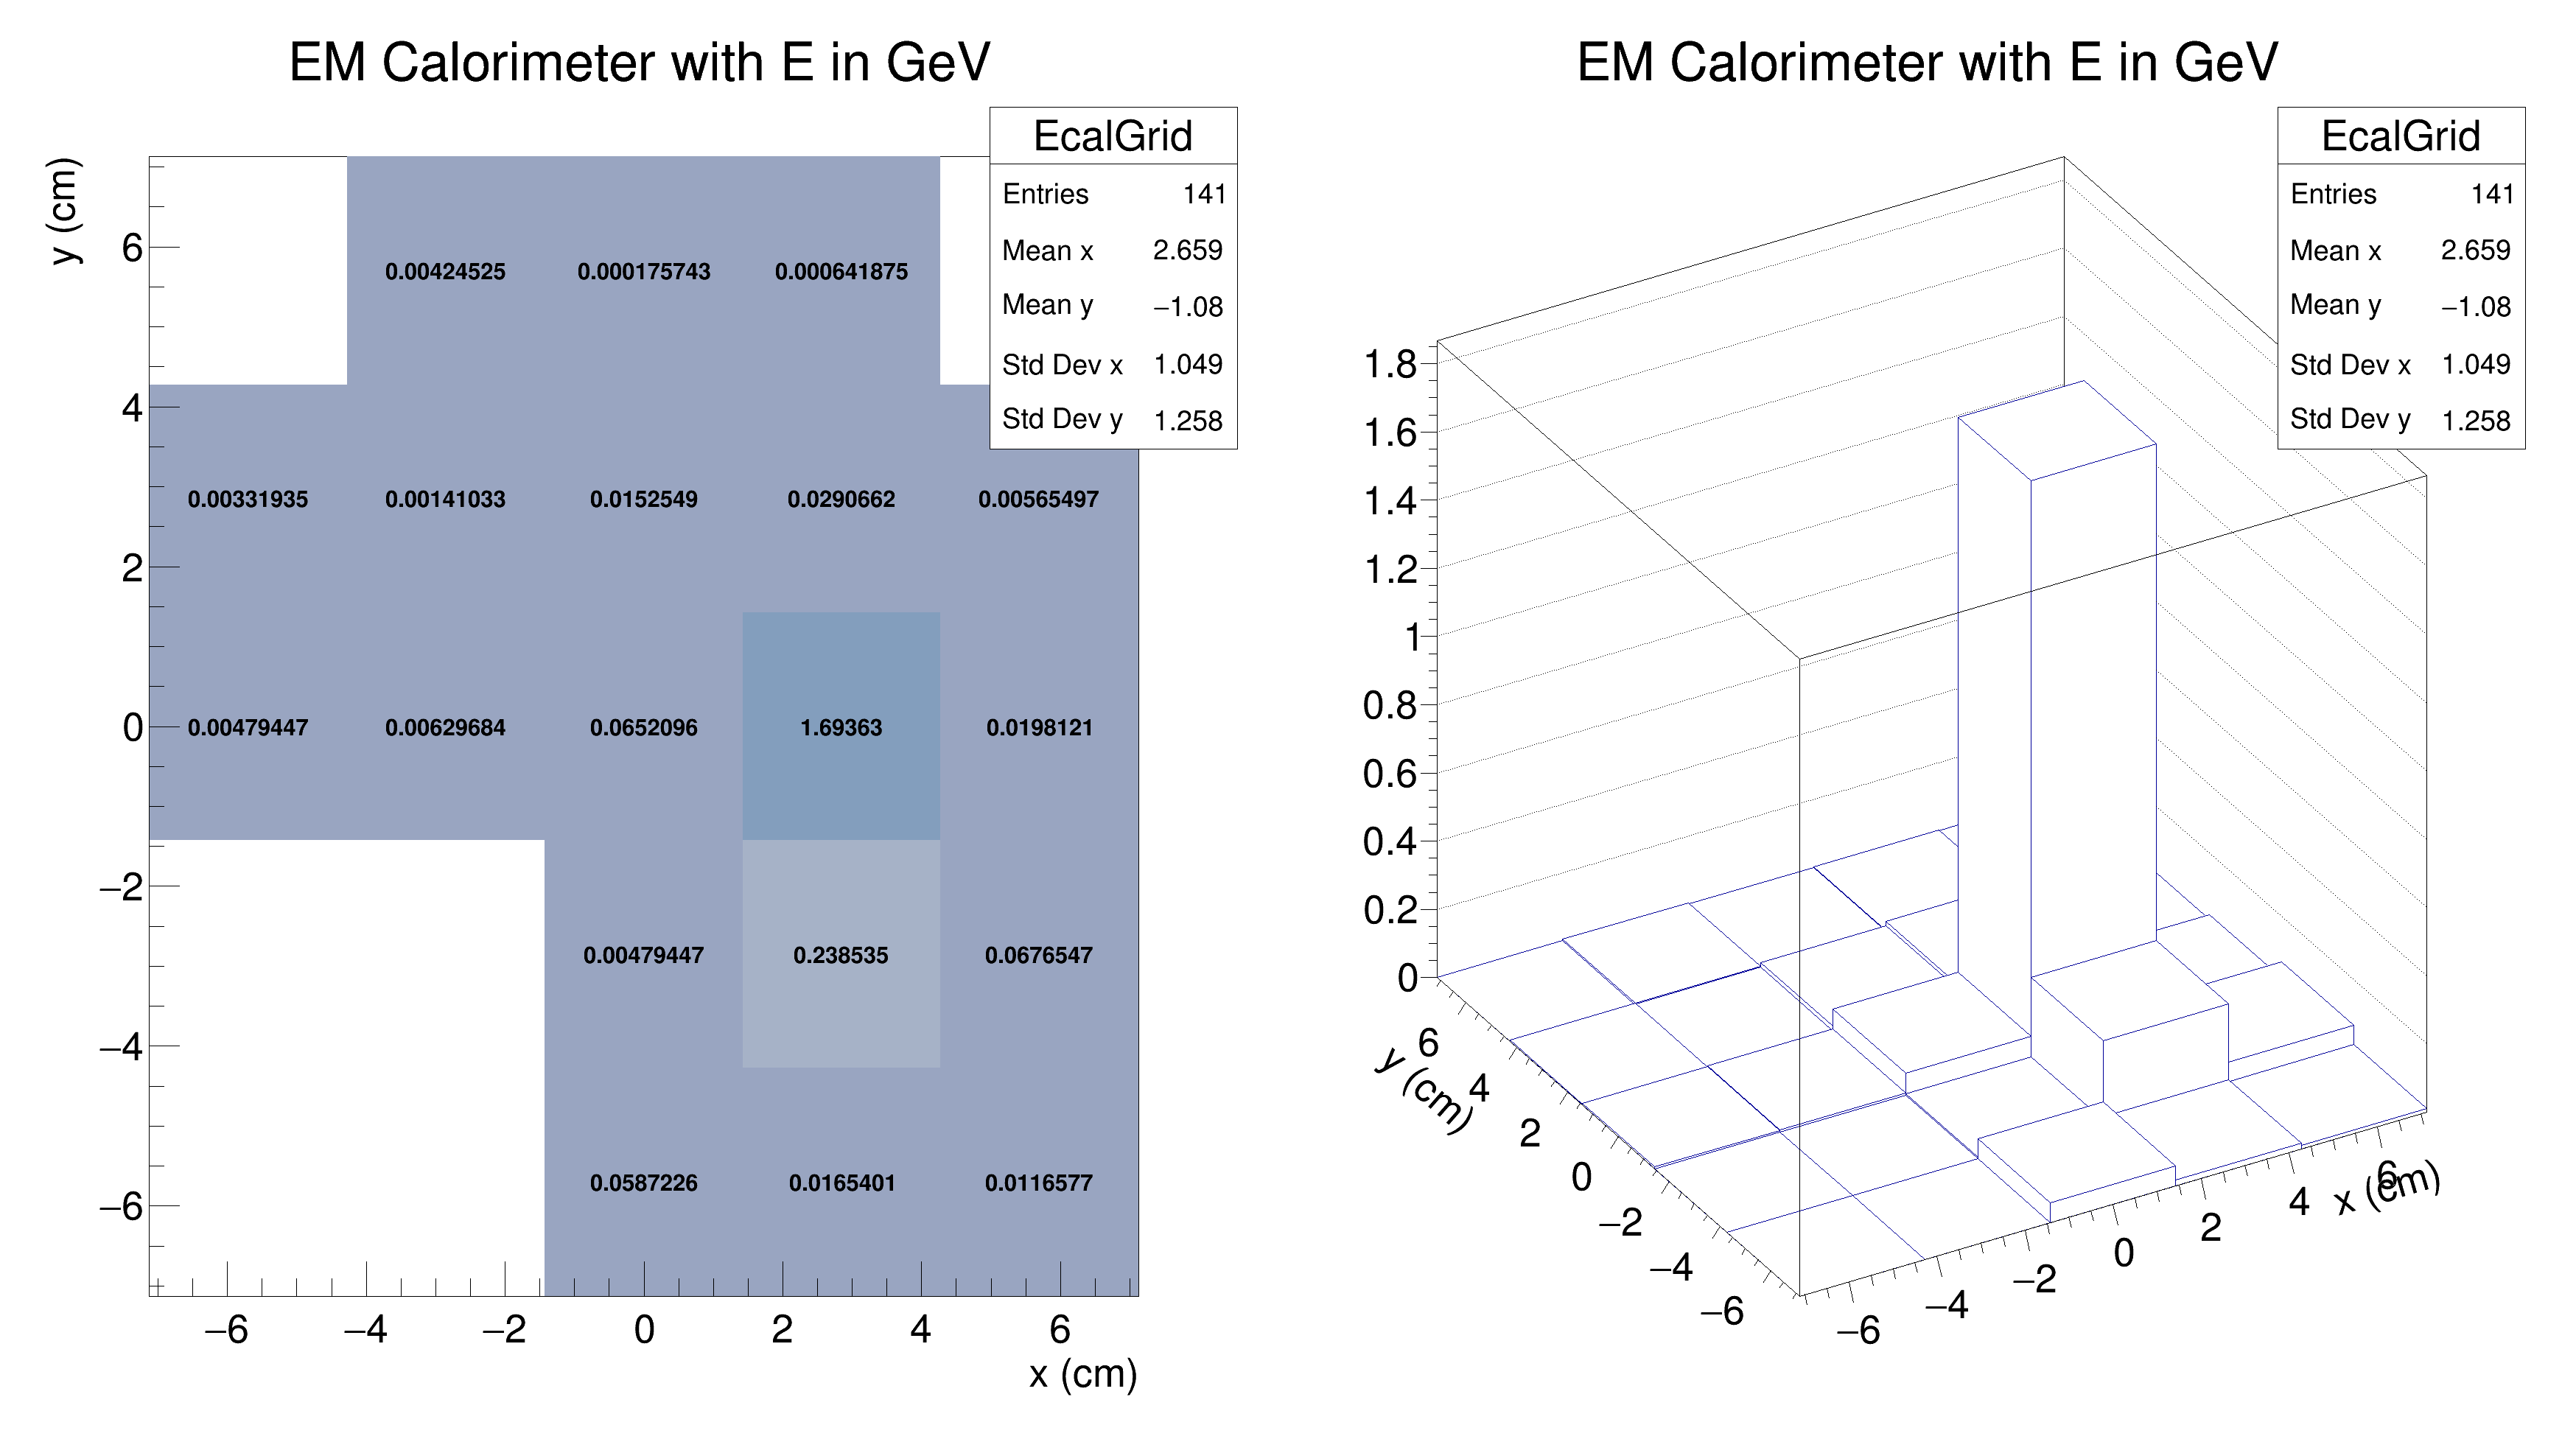 EM Calorimeter with E in GeV
EcalGrid
Entries 141
Mean x 2.659
Mean y −1.08
Std Dev x 1.049
Std Dev y 1.258
y (cm)
6
4
2
0
−2
−4
−6
0.00424525 0.000175743 0.000641875
0.00331935 0.00141033 0.0152549 0.0290662 0.00565497
0.00479447 0.00629684 0.0652096 1.69363 0.0198121
0.00479447 0.238535 0.0676547
0.0587226 0.0165401 0.0116577
−6 −4 −2 0 2 4 6
x (cm)
EM Calorimeter with E in GeV
EcalGrid
Entries 141
Mean x 2.659
Mean y −1.08
Std Dev x 1.049
Std Dev y 1.258
1.8
1.6
1.4
1.2
1
0.8
0.6
0.4
0.2
0
y (cm)
6
4
2
0
−2
−4
−6
−6
−4
−2
0
2
4
6
x (cm)